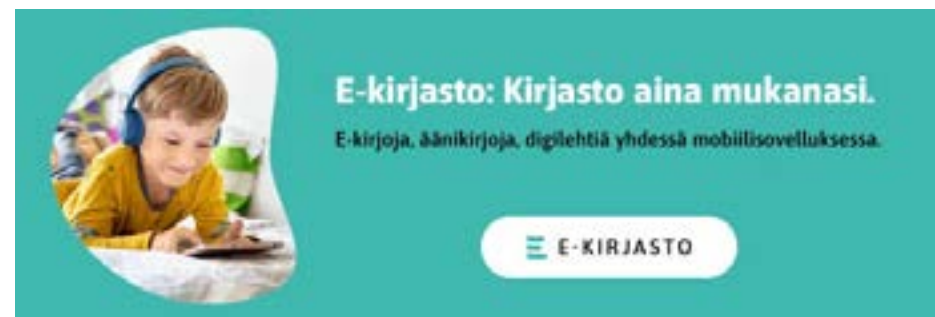 E-kirjasto: Kirjasto aina mukanasi.
E-kirjoja, äänikirjoja, digilehtiä yhdessä mobiilisovelluksessa.
E-KIRJASTO